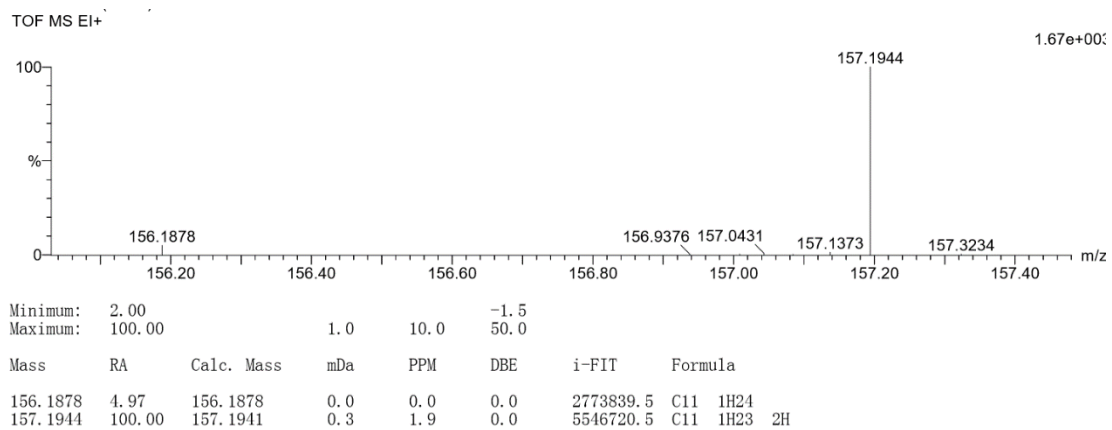 TOF MS EI+
1.67e+003
157.1944
100
%
156.1878
156.9376 157.0431
157.1373
157.3234
0
156.20 156.40 156.60 156.80 157.00 157.20 157.40 m/z
Minimum: 2.00 -1.5
Maximum: 100.00 1.0 10.0 50.0
Mass RA Calc. Mass mDa PPM DBE i-FIT Formula
156.1878 4.97 156.1878 0.0 0.0 0.0 2773839.5 C11 1H24
157.1944 100.00 157.1941 0.3 1.9 0.0 5546720.5 C11 1H23 2H